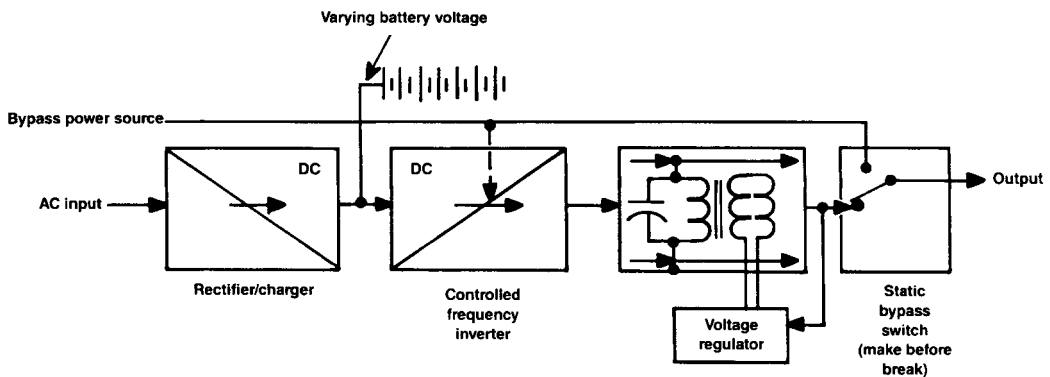 Varying battery voltage
Bypass power source
DC
DC
AC input
Output
Rectifier/charger
Controlled
frequency
inverter
Voltage
regulator
Static
bypass
switch
(make before
break)